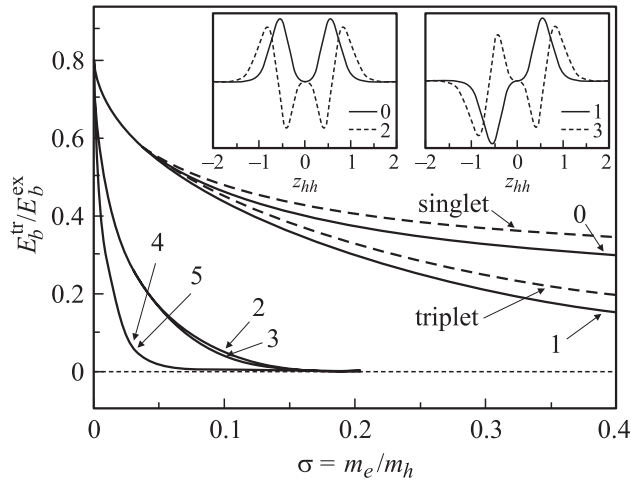 0.8
0.6
0.4
0.2
0
E_b^tr/E_b^ex
0 0.1 0.2 0.3 0.4
σ = m_e/m_h
0
2
−2 −1 0 1 2
z_hh
1
3
−2 −1 0 1 2
z_hh
singlet
0
triplet
1
4
5
2
3